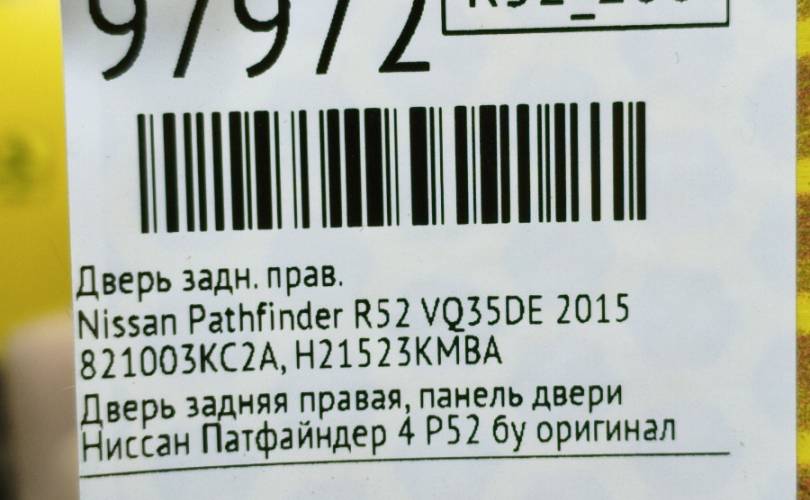 97972
Дверь задн. прав.
Nissan Pathfinder R52 VQ35DE 2015
821003KC2A, H21523KMBA
Дверь задняя правая, панель двери
Ниссан Патфайндер 4 Р52 бу оригинал